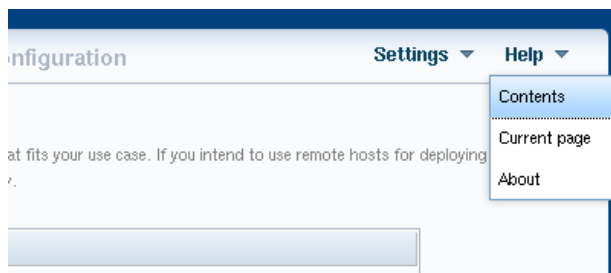 nfiguration Settings Help
Contents
Current page
at fits your use case. If you intend to use remote hosts for deploying
About